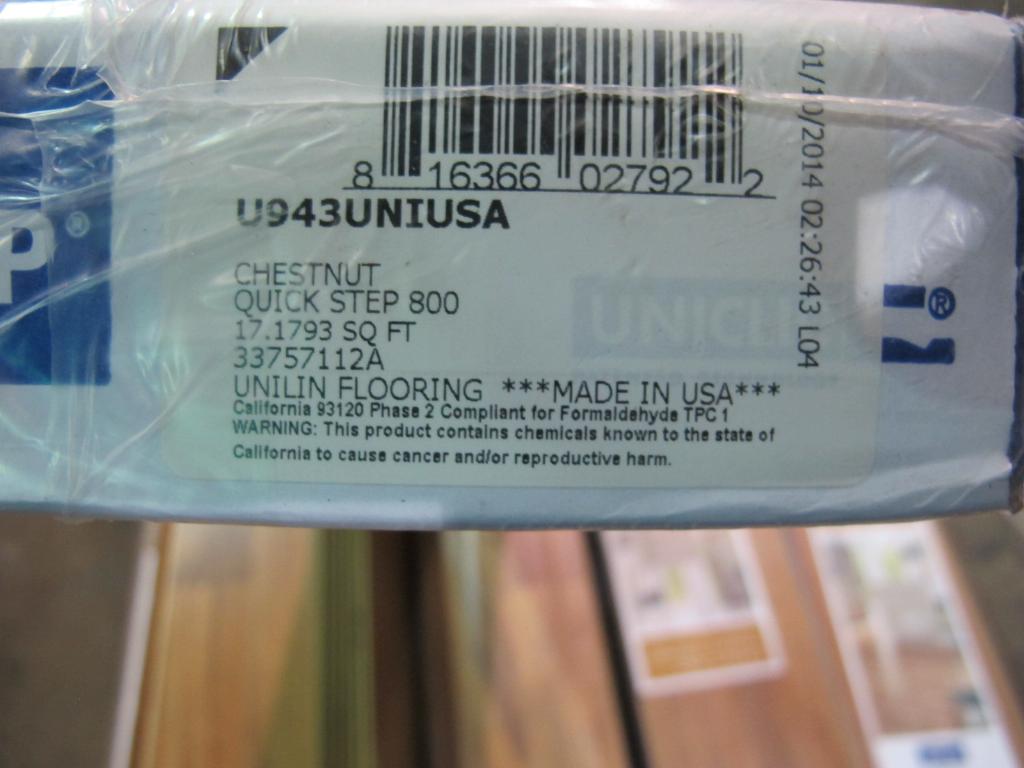 8 16366 02792 2
U943UNIUSA
CHESTNUT
QUICK STEP 800
17.1793 SQ FT
33757112A
UNILIN FLOORING ***MADE IN USA***
California 93120 Phase 2 Compliant for Formaldehyde TPC 1
WARNING: This product contains chemicals known to the state of
California to cause cancer and/or reproductive harm.
01/10/2014 02:26:43 L04
P®
UNICLI
®